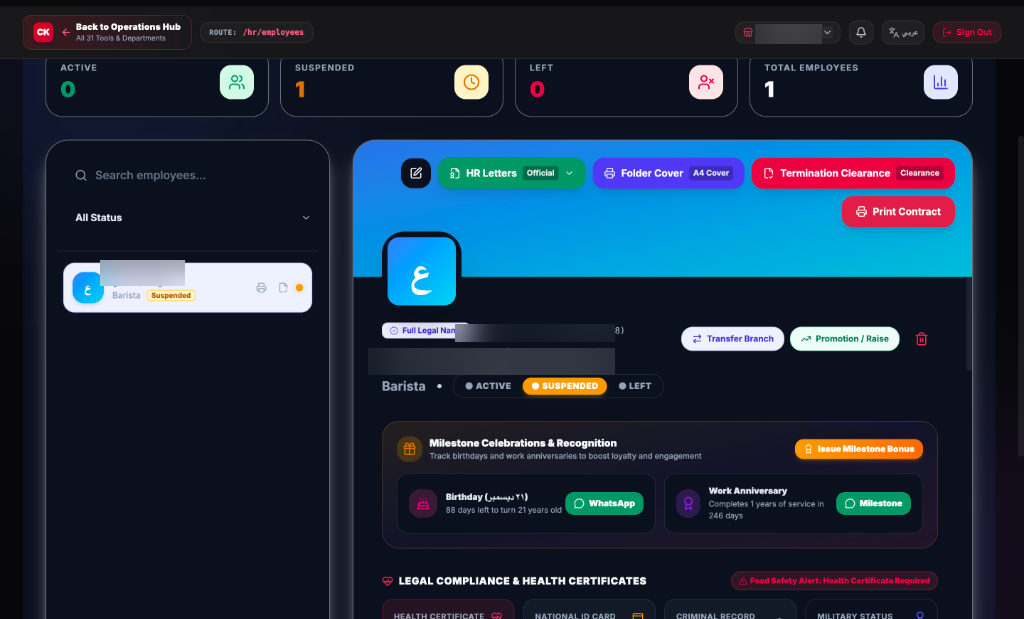 CK
Back to Operations Hub
All 31 Tools & Departments
ROUTE: /hr/employees
عربي
Sign Out
ACTIVE
0
SUSPENDED
1
LEFT
0
TOTAL EMPLOYEES
1
Search employees...
All Status
ع
Barista
Suspended
HR Letters
Official
Folder Cover
A4 Cover
Termination Clearance
Clearance
Print Contract
ع
Full Legal
8)
Transfer Branch
Promotion / Raise
Barista •
ACTIVE
SUSPENDED
LEFT
Milestone Celebrations & Recognition
Track birthdays and work anniversaries to boost loyalty and engagement
Issue Milestone Bonus
Birthday (٢١ ديسمبر)
88 days left to turn 21 years old
WhatsApp
Work Anniversary
Completes 1 years of service in
246 days
Milestone
LEGAL COMPLIANCE & HEALTH CERTIFICATES
Food Safety Alert: Health Certificate Required
HEALTH CERTIFICATE
NATIONAL ID CARD
CRIMINAL RECORD
MILITARY STATUS